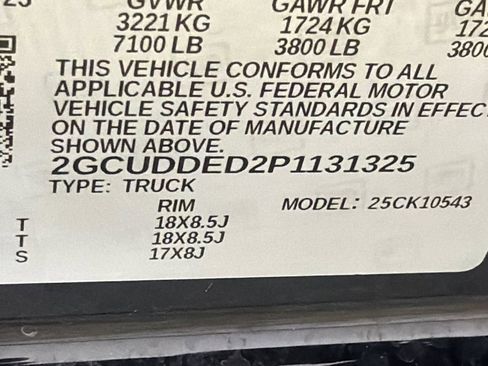 GVWR GAWR FRT
3221 KG 1724 KG
7100 LB 3800 LB 3800
THIS VEHICLE CONFORMS TO ALL
APPLICABLE U.S. FEDERAL MOTOR
VEHICLE SAFETY STANDARDS IN EFFECT
ON THE DATE OF MANUFACTURE
SHOWN ABOVE.
2GCUDDED2P1131325
TYPE: TRUCK
RIM MODEL: 25CK10543
T 18X8.5J
T 18X8.5J
S 17X8J